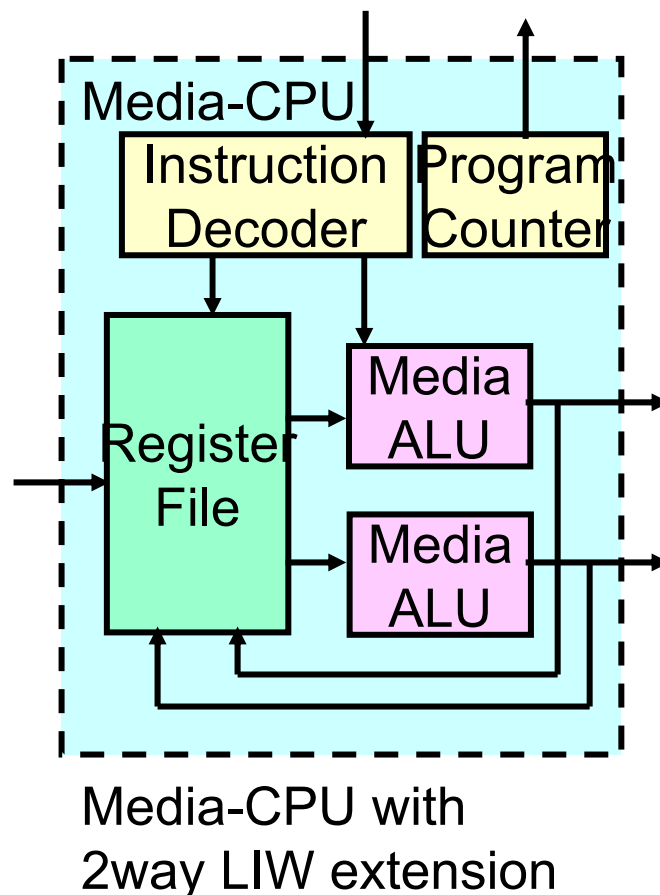 Media-CPU
Instruction
Decoder
Program
Counter
Register
File
Media
ALU
Media
ALU
Media-CPU with
2way LIW extension